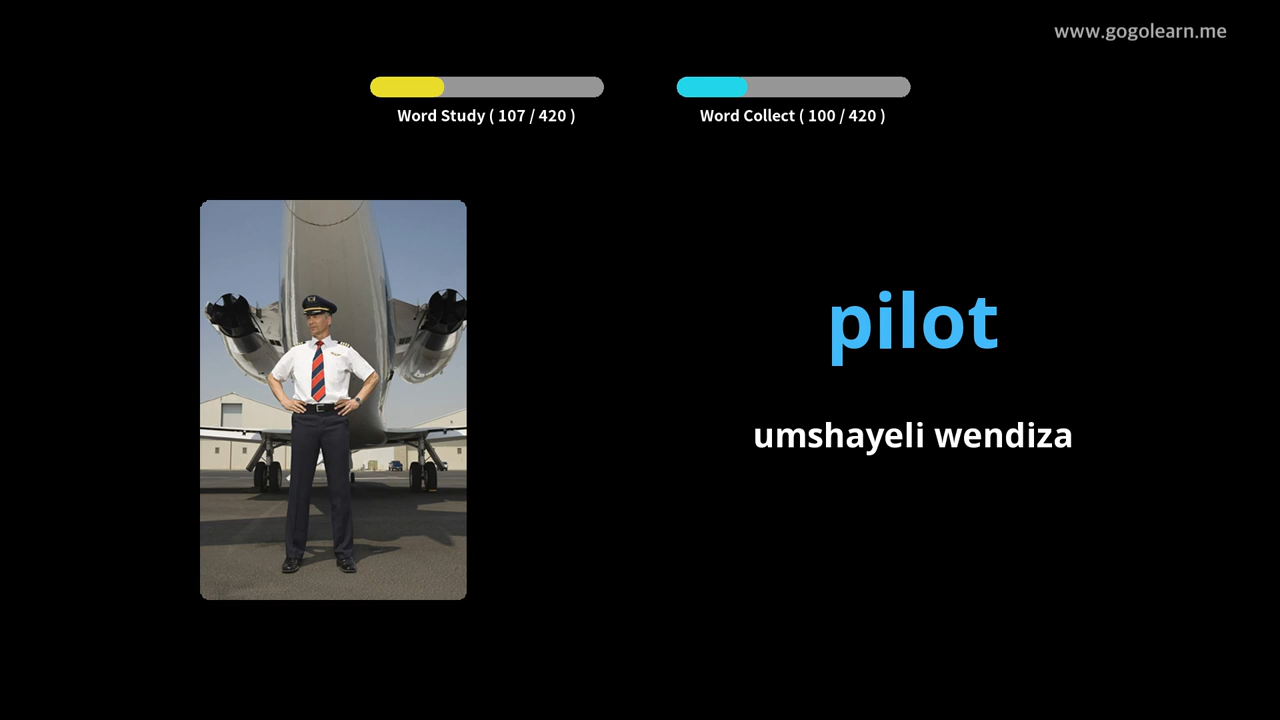 www.gogolearn.me
Word Study ( 107 / 420 )
Word Collect ( 100 / 420 )
pilot
umshayeli wendiza